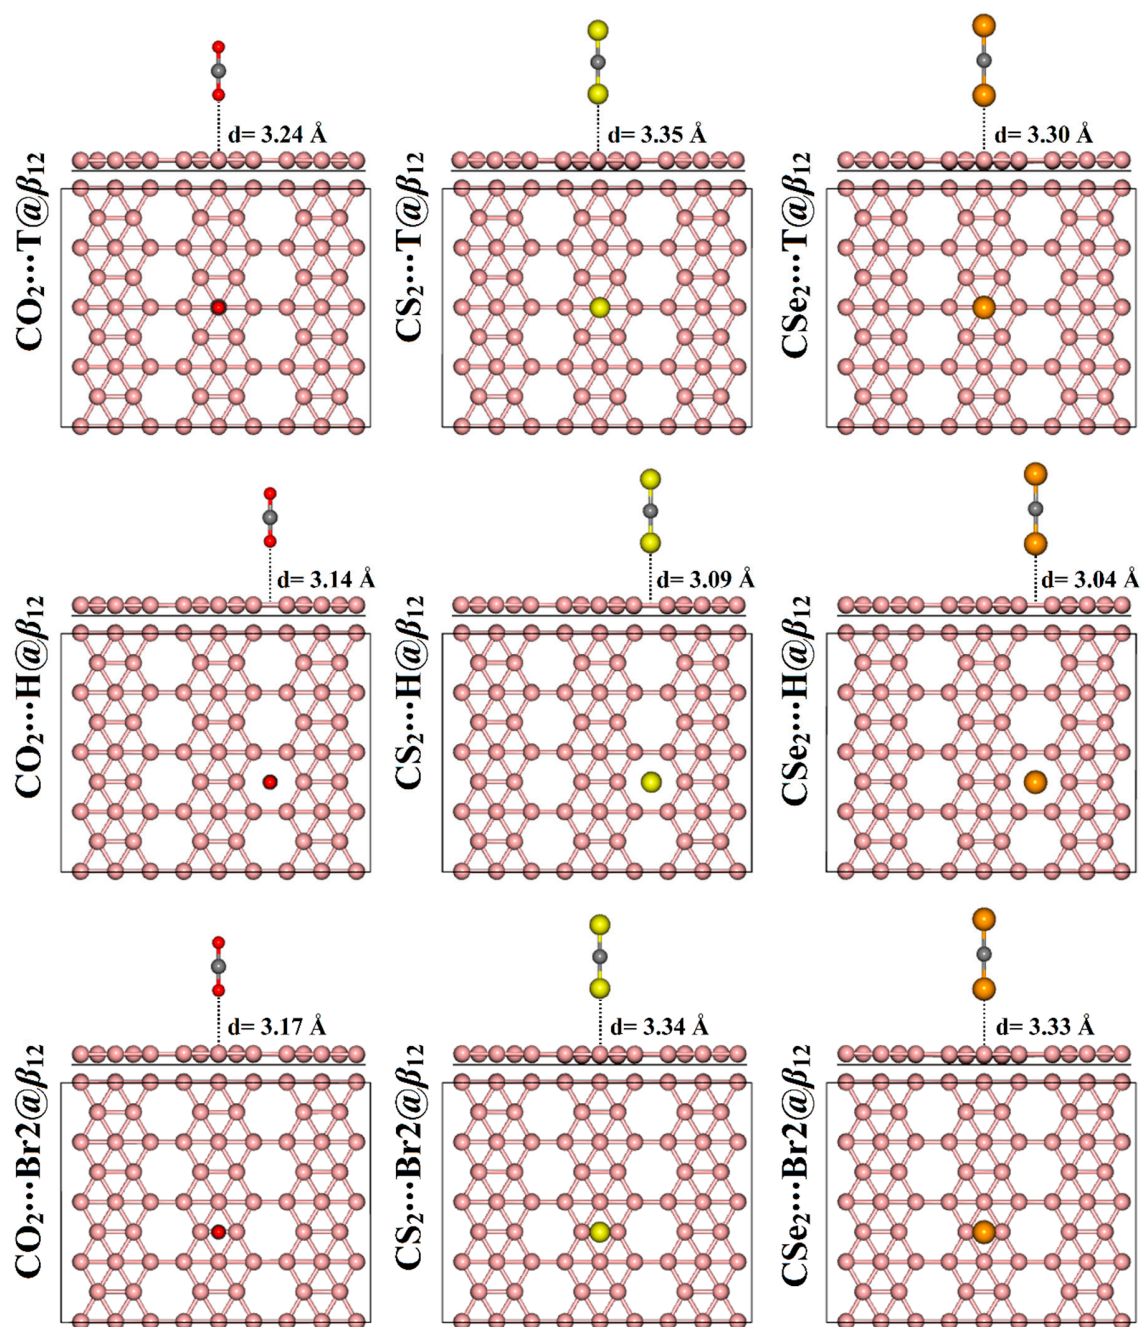 CO₂···T@β₁₂
d= 3.24 Å
CS₂···T@β₁₂
d= 3.35 Å
CSe₂···T@β₁₂
d= 3.30 Å
CO₂···H@β₁₂
d= 3.14 Å
CS₂···H@β₁₂
d= 3.09 Å
CSe₂···H@β₁₂
d= 3.04 Å
CO₂···Br2@β₁₂
d= 3.17 Å
CS₂···Br2@β₁₂
d= 3.34 Å
CSe₂···Br2@β₁₂
d= 3.33 Å